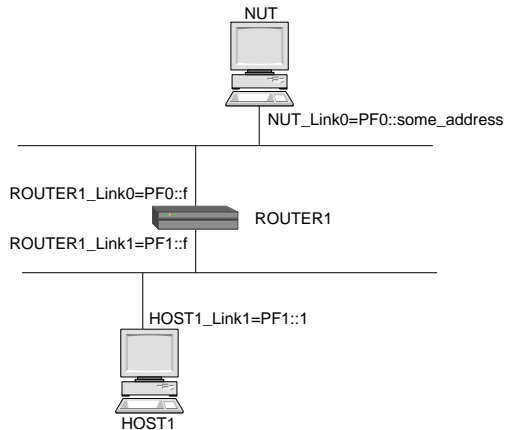 NUT
NUT_Link0=PF0::some_address
ROUTER1_Link0=PF0::f
ROUTER1
ROUTER1_Link1=PF1::f
HOST1_Link1=PF1::1
HOST1